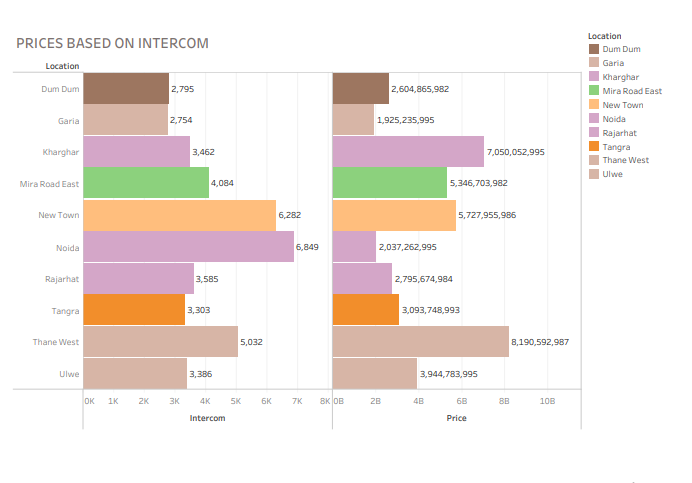 PRICES BASED ON INTERCOM
Location
Dum Dum 2,795 2,604,865,982
Garia 2,754 1,925,235,995
Kharghar 3,462 7,050,052,995
Mira Road East 4,084 5,346,703,982
New Town 6,282 5,727,955,986
Noida 6,849 2,037,262,995
Rajarhat 3,585 2,795,674,984
Tangra 3,303 3,093,748,993
Thane West 5,032 8,190,592,987
Ulwe 3,386 3,944,783,995
0K 1K 2K 3K 4K 5K 6K 7K 8K 0B 2B 4B 6B 8B 10B
Intercom Price
Location
Dum Dum
Garia
Kharghar
Mira Road East
New Town
Noida
Rajarhat
Tangra
Thane West
Ulwe